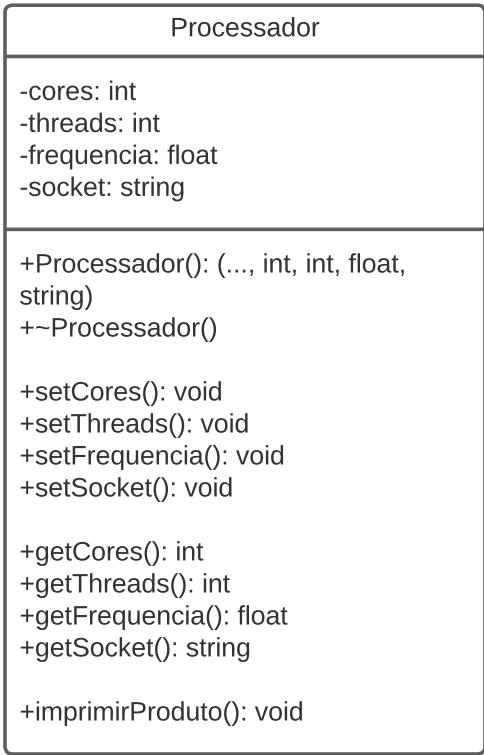 Processador
-cores: int
-threads: int
-frequencia: float
-socket: string
+Processador(): (..., int, int, float,
string)
+~Processador()
+setCores(): void
+setThreads(): void
+setFrequencia(): void
+setSocket(): void
+getCores(): int
+getThreads(): int
+getFrequencia(): float
+getSocket(): string
+imprimirProduto(): void